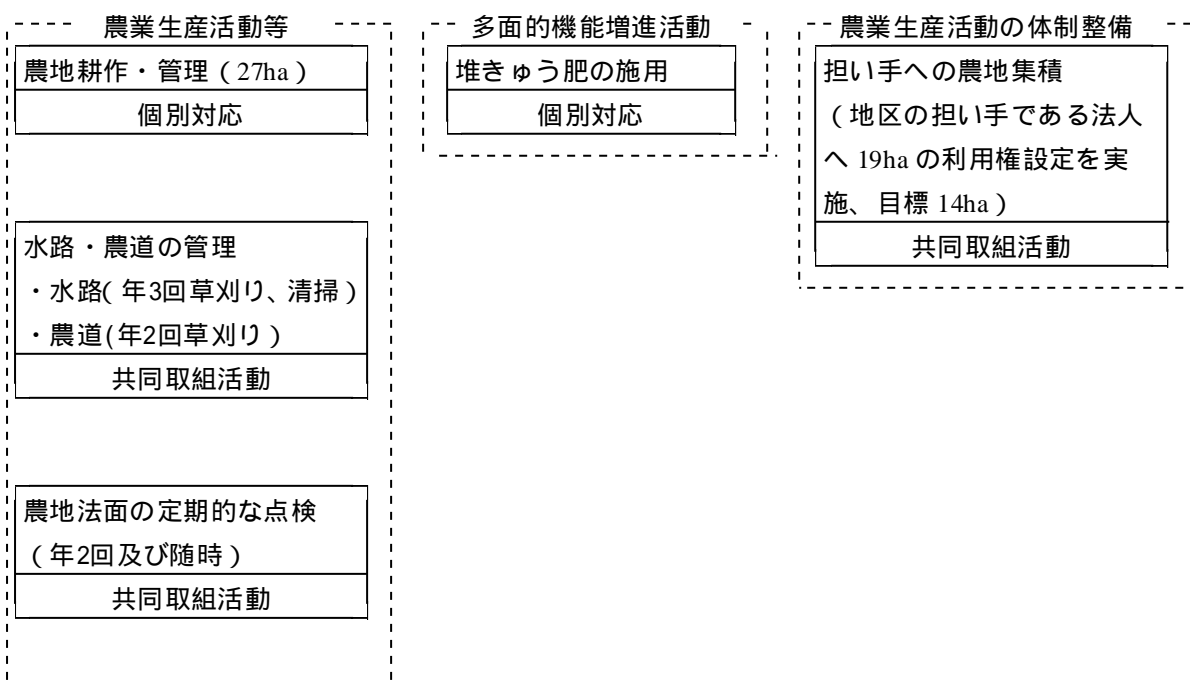 農業生産活動等
農地耕作・管理（27ha）
個別対応
水路・農道の管理
・水路(年3回草刈り、清掃）
・農道(年2回草刈り）
共同取組活動
農地法面の定期的な点検
（年2回及び随時）
共同取組活動
多面的機能増進活動
堆きゅう肥の施用
個別対応
農業生産活動の体制整備
担い手への農地集積
（地区の担い手である法人
へ 19ha の利用権設定を実
施、目標 14ha）
共同取組活動